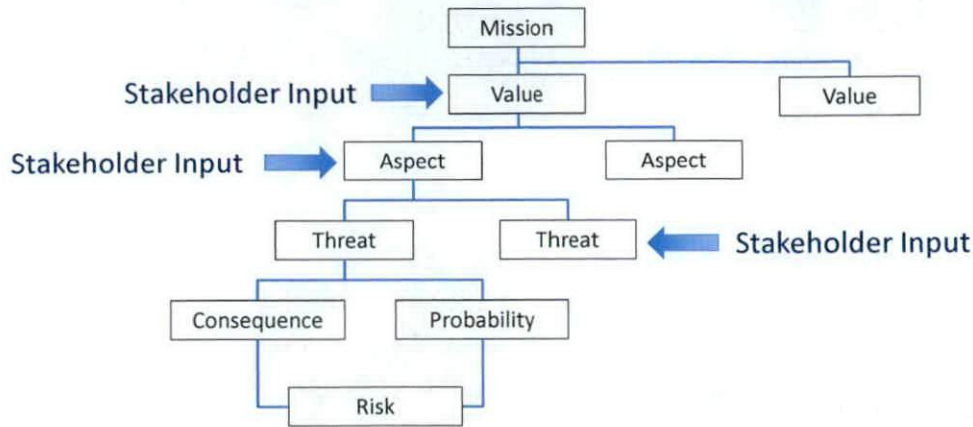 Mission
Stakeholder Input
Value
Value
Stakeholder Input
Aspect
Aspect
Threat
Threat
Stakeholder Input
Consequence
Probability
Risk